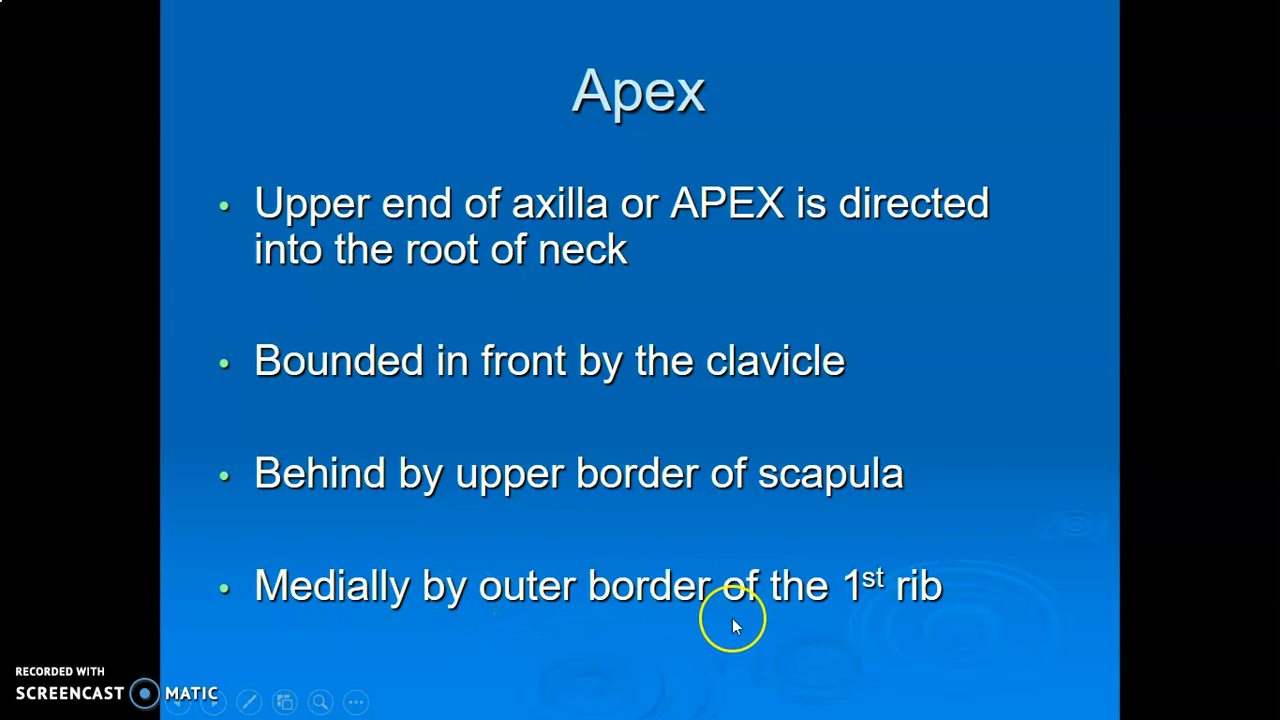 Apex
• Upper end of axilla or APEX is directed
into the root of neck
• Bounded in front by the clavicle
• Behind by upper border of scapula
• Medially by outer border of the 1st rib
RECORDED WITH
SCREENCAST MATIC